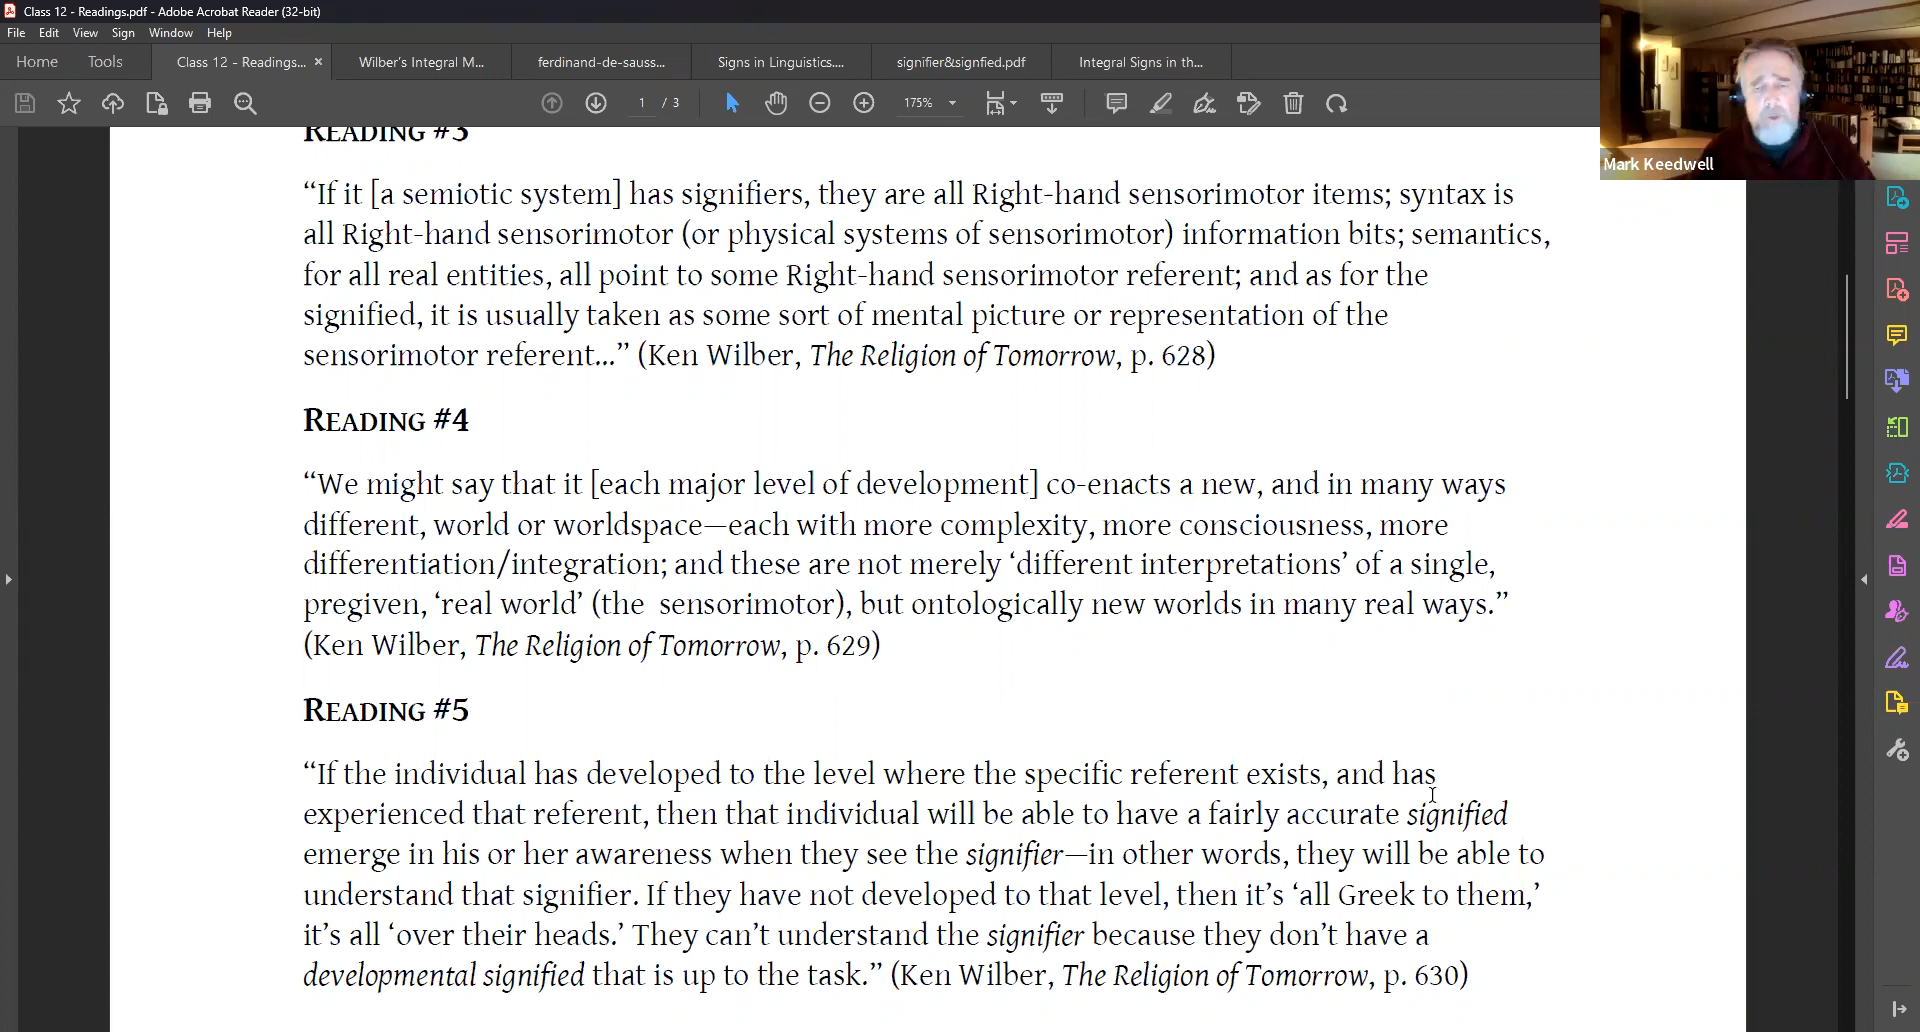 Class 12 - Readings.pdf - Adobe Acrobat Reader (32-bit)
File Edit View Sign Window Help
Home Tools Class 12 - Readings... × Wilber's Integral M... ferdinand-de-sauss... Signs in Linguistics.... signifier&signfied.pdf Integral Signs in th...
1 / 3 175%
Mark Keedwell
READING #3
“If it [a semiotic system] has signifiers, they are all Right-hand sensorimotor items; syntax is
all Right-hand sensorimotor (or physical systems of sensorimotor) information bits; semantics,
for all real entities, all point to some Right-hand sensorimotor referent; and as for the
signified, it is usually taken as some sort of mental picture or representation of the
sensorimotor referent...” (Ken Wilber, The Religion of Tomorrow, p. 628)
READING #4
“We might say that it [each major level of development] co-enacts a new, and in many ways
different, world or worldspace—each with more complexity, more consciousness, more
differentiation/integration; and these are not merely ‘different interpretations’ of a single,
pregiven, ‘real world’ (the sensorimotor), but ontologically new worlds in many real ways.”
(Ken Wilber, The Religion of Tomorrow, p. 629)
READING #5
“If the individual has developed to the level where the specific referent exists, and has
experienced that referent, then that individual will be able to have a fairly accurate signified
emerge in his or her awareness when they see the signifier—in other words, they will be able to
understand that signifier. If they have not developed to that level, then it’s ‘all Greek to them,’
it’s all ‘over their heads.’ They can’t understand the signifier because they don’t have a
developmental signified that is up to the task.” (Ken Wilber, The Religion of Tomorrow, p. 630)